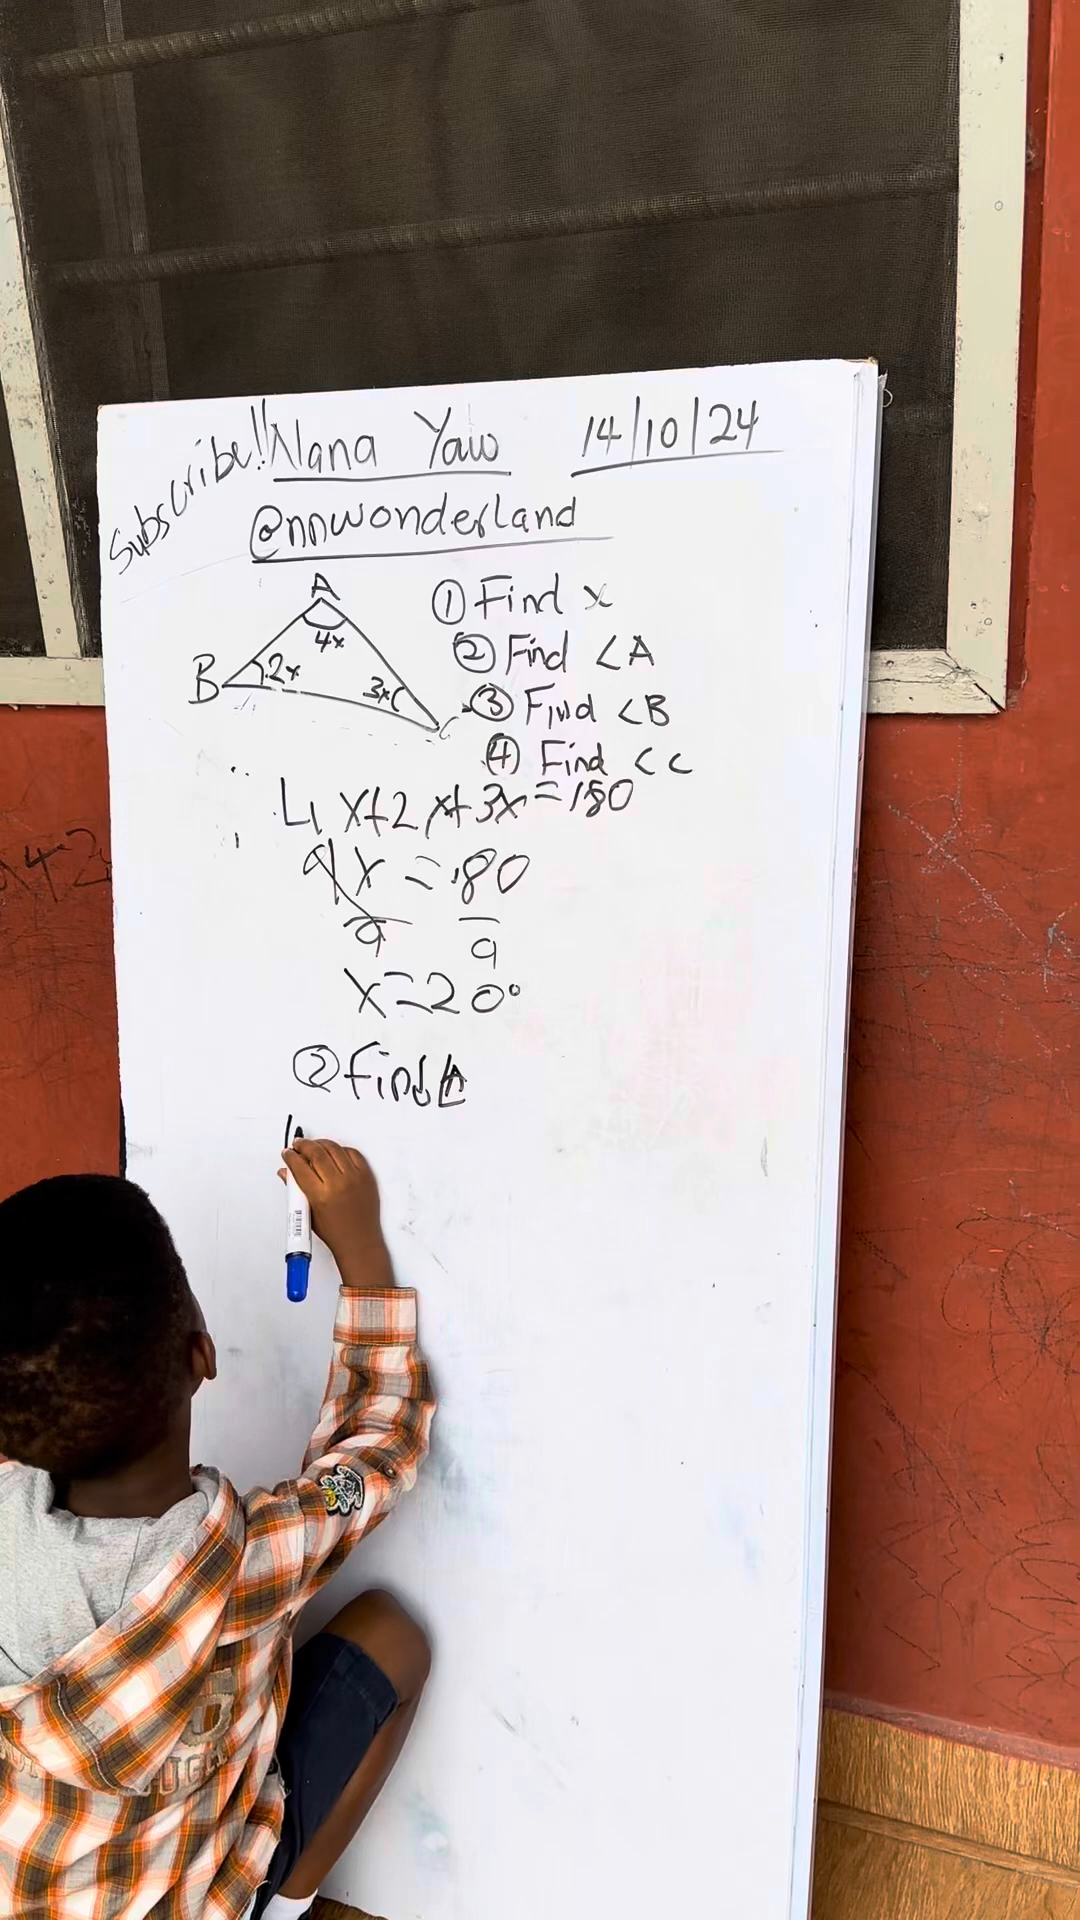 Subscribe!! Nana Yaw 14/10/24
@nnwonderland
A
4x
B
2x
3x
C
① Find x
② Find <A
③ Find <B
④ Find <C
4x+2x+3x=180
9x = 180
9 9
x=20°
② find ∠A